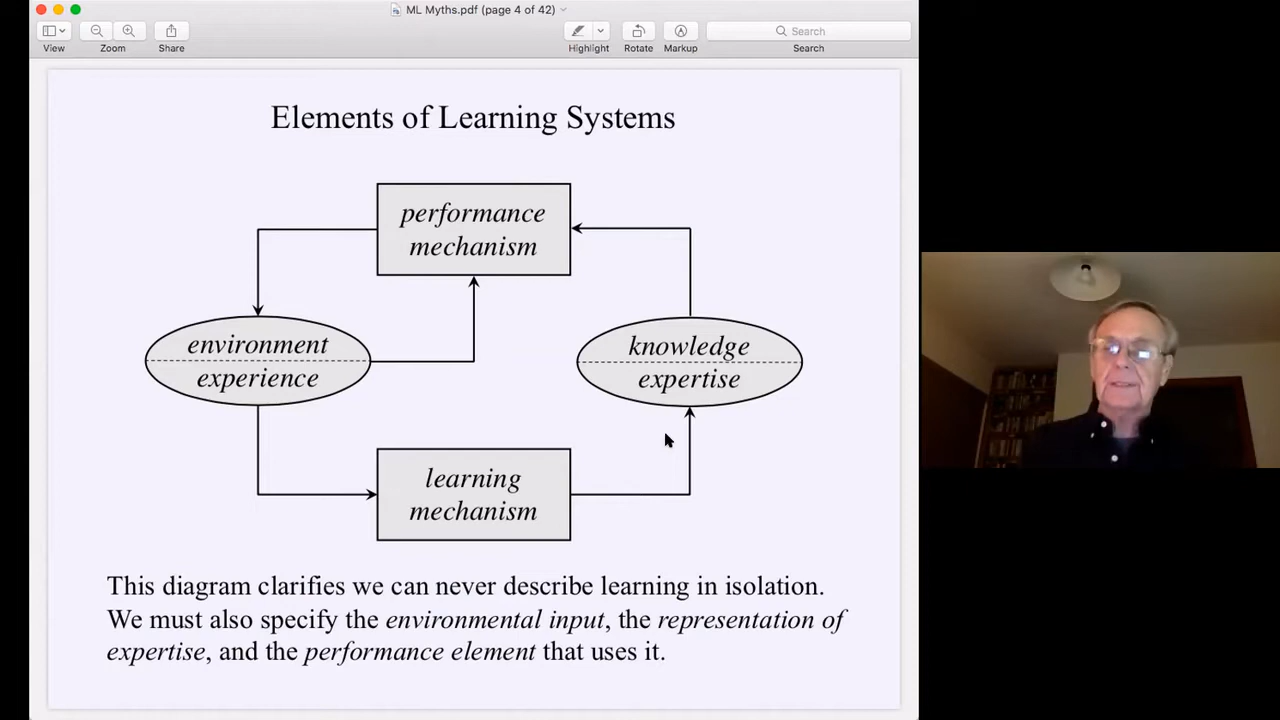 ML Myths.pdf (page 4 of 42)
View
Zoom
Share
Highlight
Rotate
Markup
Search
Search
Elements of Learning Systems
performance
mechanism
environment
experience
knowledge
expertise
learning
mechanism
This diagram clarifies we can never describe learning in isolation.
We must also specify the environmental input, the representation of
expertise, and the performance element that uses it.